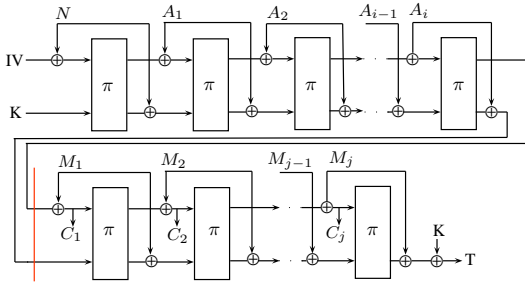 N A₁ A₂ Aᵢ₋₁ Aᵢ
IV π π π π
K
M₁ M₂ Mⱼ₋₁ Mⱼ
π π π K
C₁ C₂ Cⱼ T